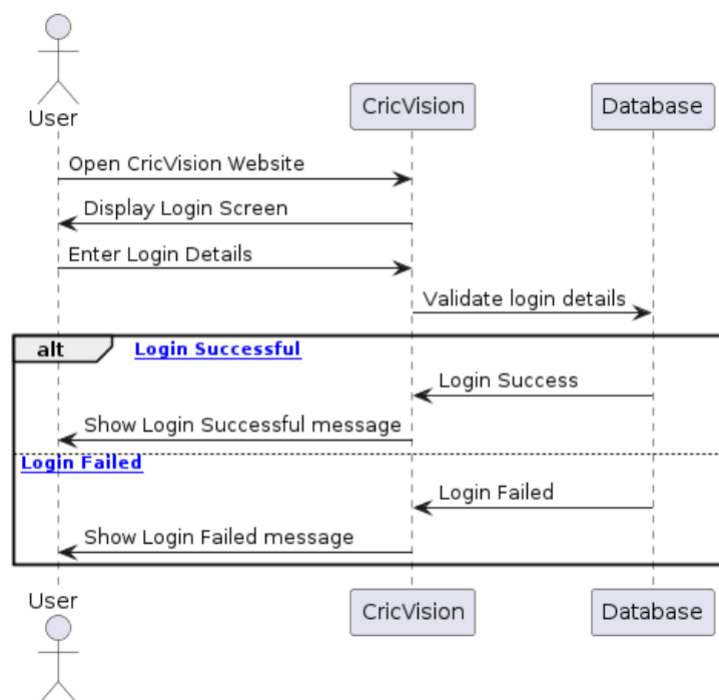 User
CricVision
Database
Open CricVision Website
Display Login Screen
Enter Login Details
Validate login details
alt
Login Successful
Login Success
Show Login Successful message
Login Failed
Login Failed
Show Login Failed message
User
CricVision
Database